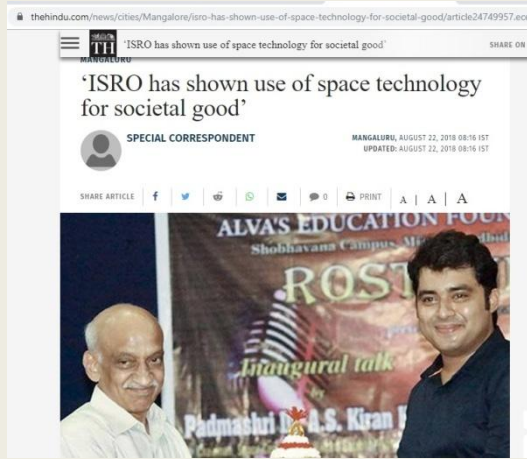 thehindu.com/news/cities/Mangalore/isro-has-shown-use-of-space-technology-for-societal-good/article24749957.ece
TH 'ISRO has shown use of space technology for societal good' SHARE ON
MANGALURU
'ISRO has shown use of space technology
for societal good'
SPECIAL CORRESPONDENT
MANGALURU, AUGUST 22, 2018 08:16 IST
UPDATED: AUGUST 22, 2018 08:16 IST
SHARE ARTICLE 0 PRINT A | A | A
ALVA'S EDUCATION FOUN
Shobhavana Campus,
ROST
Inaugural talk
by
Padmashri A.S. Kiran